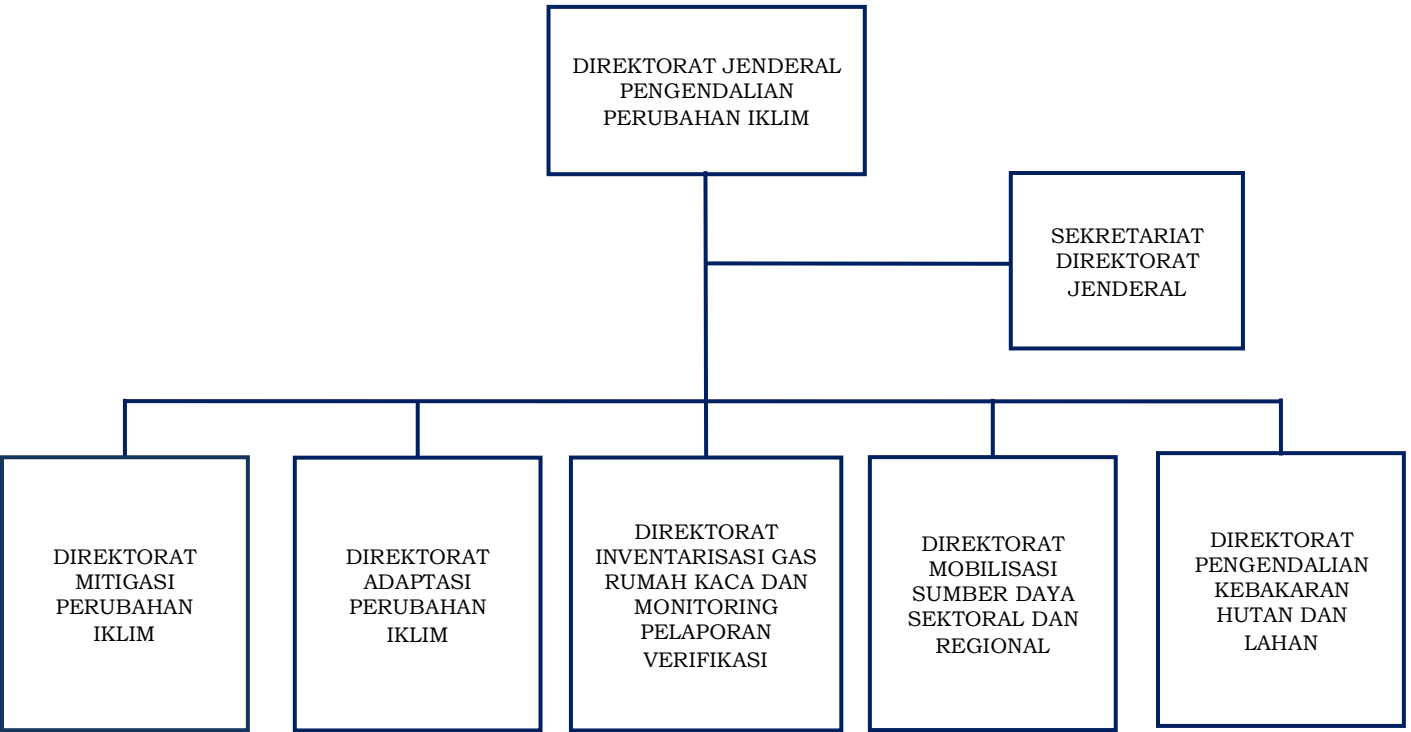 DIREKTORAT JENDERAL
PENGENDALIAN
PERUBAHAN IKLIM
SEKRETARIAT
DIREKTORAT
JENDERAL
DIREKTORAT
MITIGASI
PERUBAHAN
IKLIM
DIREKTORAT
ADAPTASI
PERUBAHAN
IKLIM
DIREKTORAT
INVENTARISASI GAS
RUMAH KACA DAN
MONITORING
PELAPORAN
VERIFIKASI
DIREKTORAT
MOBILISASI
SUMBER DAYA
SEKTORAL DAN
REGIONAL
DIREKTORAT
PENGENDALIAN
KEBAKARAN
HUTAN DAN
LAHAN